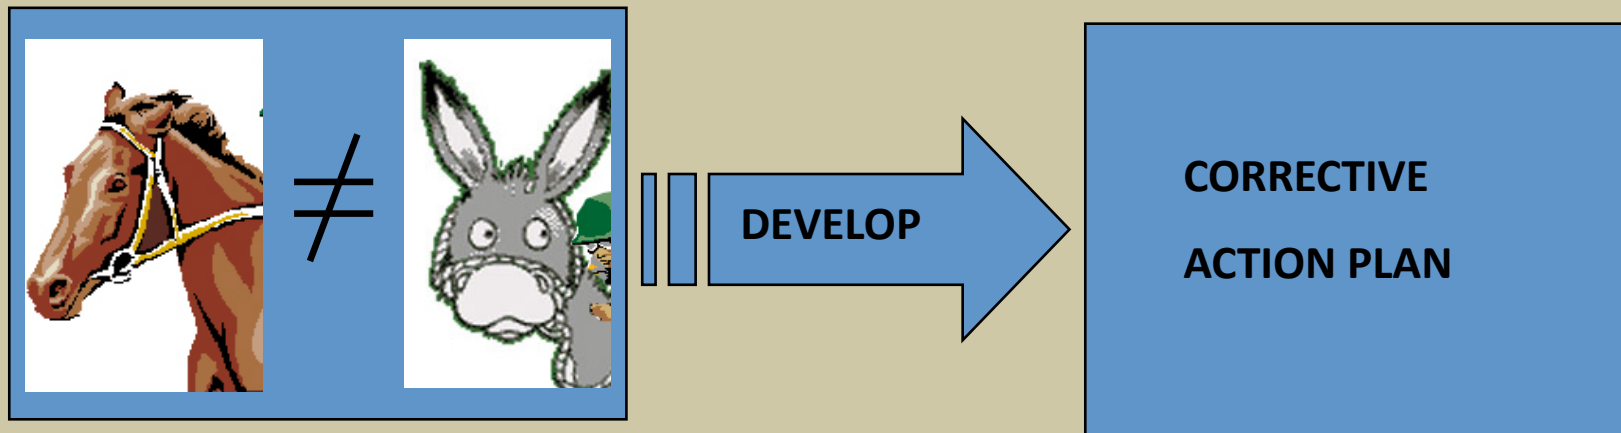 ≠
DEVELOP
CORRECTIVE
ACTION PLAN